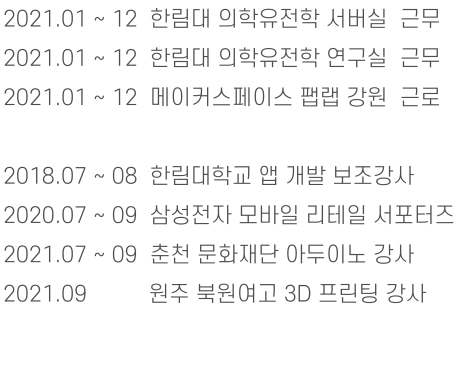 2021.01 ~ 12 한림대 의학유전학 서버실 근무
2021.01 ~ 12 한림대 의학유전학 연구실 근무
2021.01 ~ 12 메이커스페이스 팹랩 강원 근로
2018.07 ~ 08 한림대학교 앱 개발 보조강사
2020.07 ~ 09 삼성전자 모바일 리테일 서포터즈
2021.07 ~ 09 춘천 문화재단 아두이노 강사
2021.09 원주 북원여고 3D 프린팅 강사